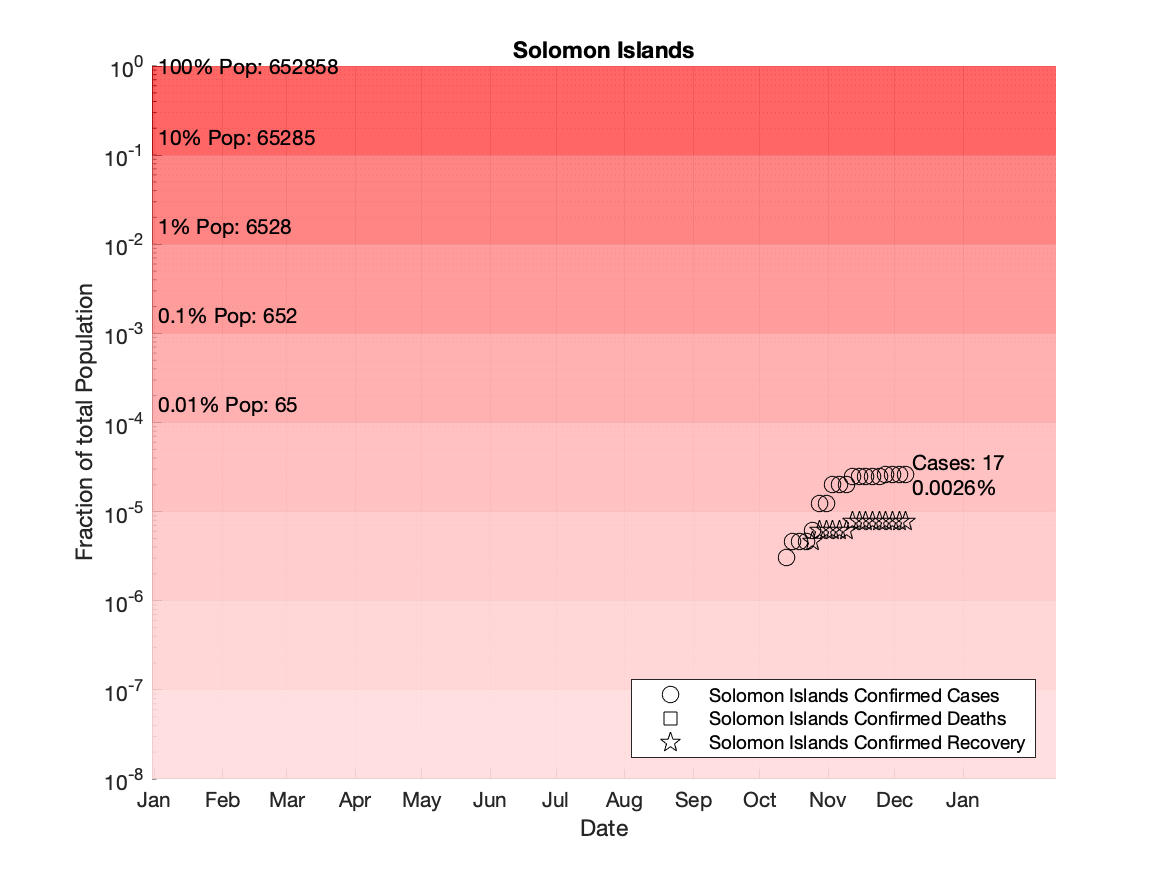 Solomon Islands
10^0
100% Pop: 652858
10% Pop: 65285
10^-1
1% Pop: 6528
10^-2
0.1% Pop: 652
10^-3
0.01% Pop: 65
10^-4
Cases: 17
0.0026%
10^-5
10^-6
10^-7
10^-8
Fraction of total Population
Solomon Islands Confirmed Cases
Solomon Islands Confirmed Deaths
Solomon Islands Confirmed Recovery
Jan Feb Mar Apr May Jun Jul Aug Sep Oct Nov Dec Jan
Date